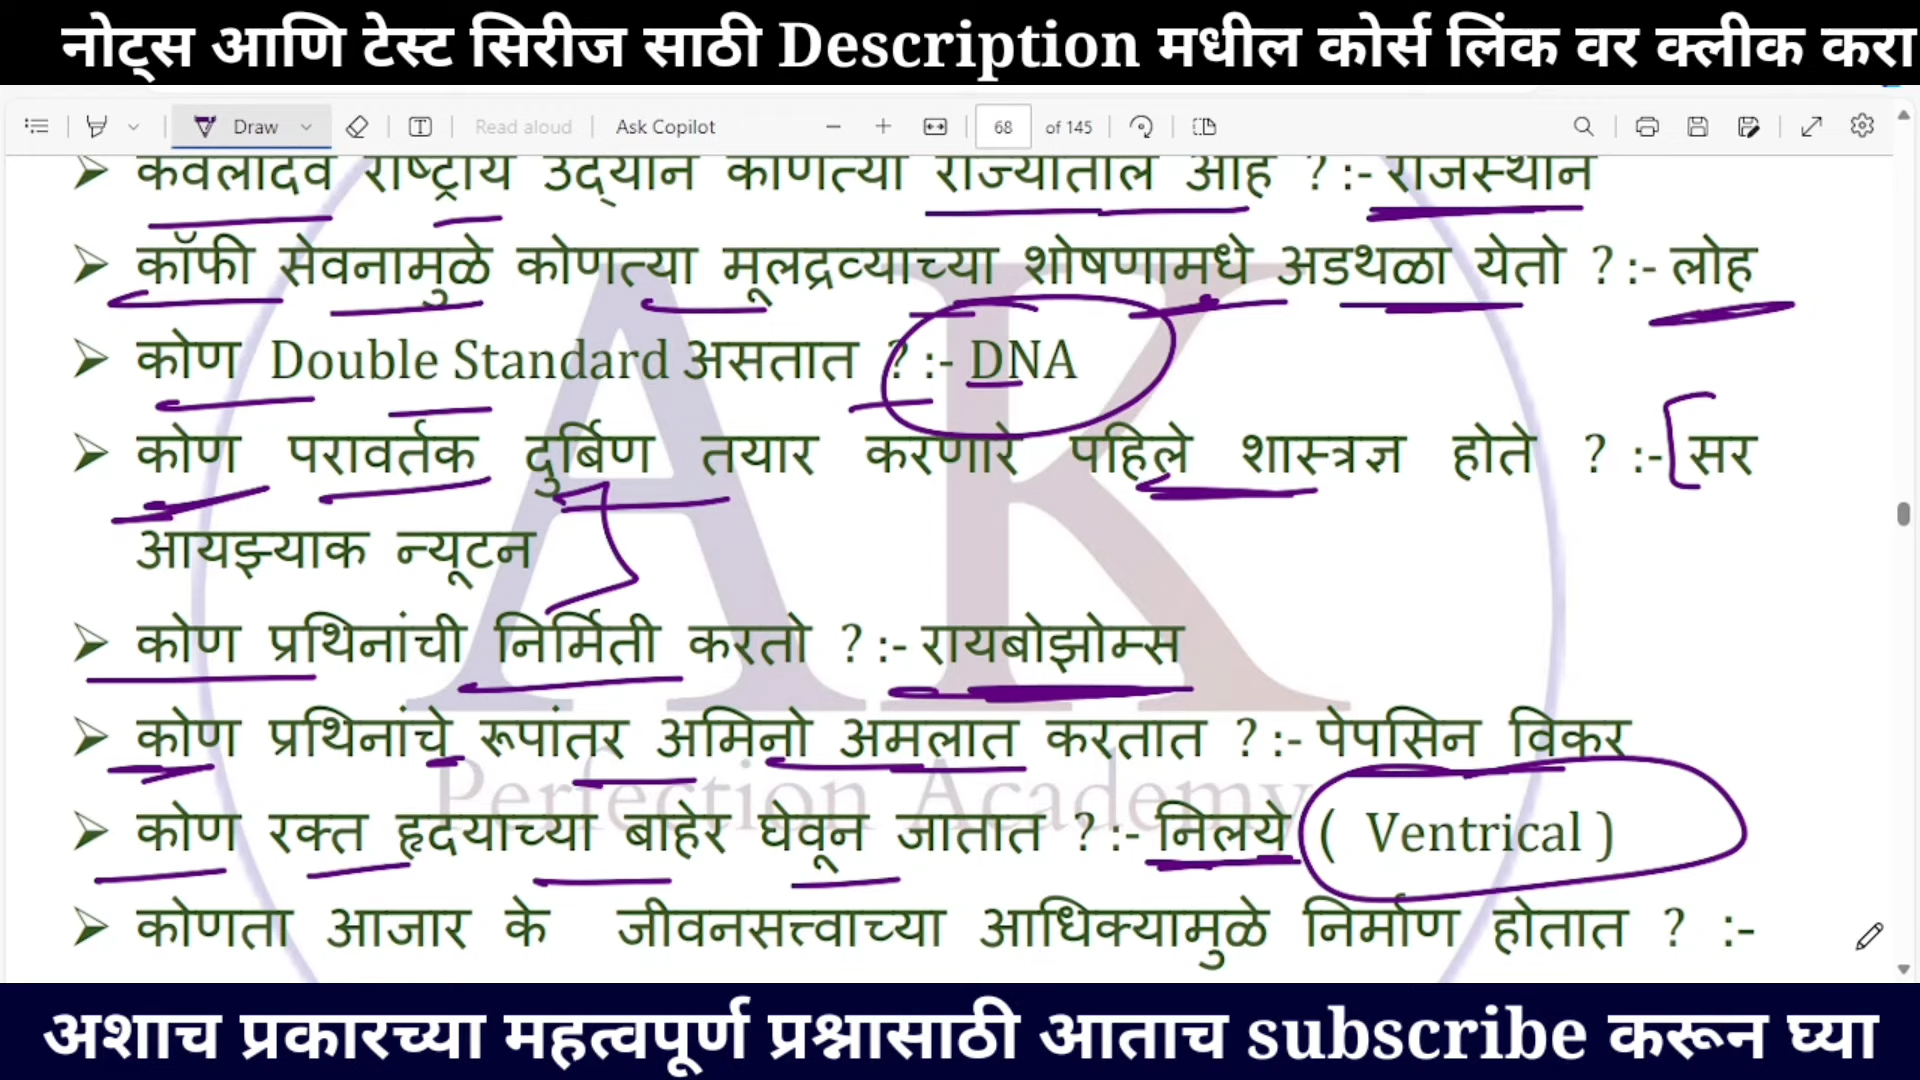 नोट्स आणि टेस्ट सिरीज साठी Description मधील कोर्स लिंक वर क्लीक करा
Draw Read aloud Ask Copilot 68 of 145
केवलादेव राष्ट्रीय उद्यान कोणत्या राज्यातील आहे ? :- राजस्थान
कॉफी सेवनामुळे कोणत्या मूलद्रव्याच्या शोषणामधे अडथळा येतो ? :- लोह
कोण Double Standard असतात ? :- DNA
कोण परावर्तक दुर्बिण तयार करणारे पहिले शास्त्रज्ञ होते ? :- सर
आयझ्याक न्यूटन
कोण प्रथिनांची निर्मिती करतो ? :- रायबोझोम्स
कोण प्रथिनांचे रूपांतर अमिनो अमलात करतात ? :- पेपसिन विकर
कोण रक्त हृदयाच्या बाहेर घेवून जातात ? :- निलये ( Ventrical )
कोणता आजार के जीवनसत्त्वाच्या आधिक्यामुळे निर्माण होतात ? :-
AK
Perfection Academy
अशाच प्रकारच्या महत्वपूर्ण प्रश्नासाठी आताच subscribe करून घ्या